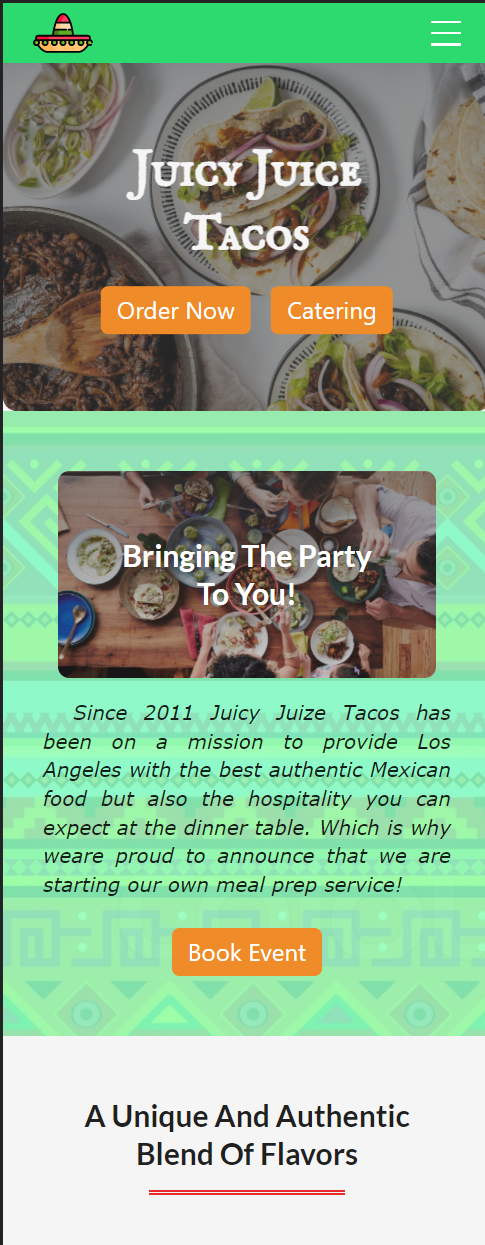 Juicy Juice
Tacos
Order Now
Catering
Bringing The Party
To You!
Since 2011 Juicy Juize Tacos has
been on a mission to provide Los
Angeles with the best authentic Mexican
food but also the hospitality you can
expect at the dinner table. Which is why
weare proud to announce that we are
starting our own meal prep service!
Book Event
A Unique And Authentic
Blend Of Flavors